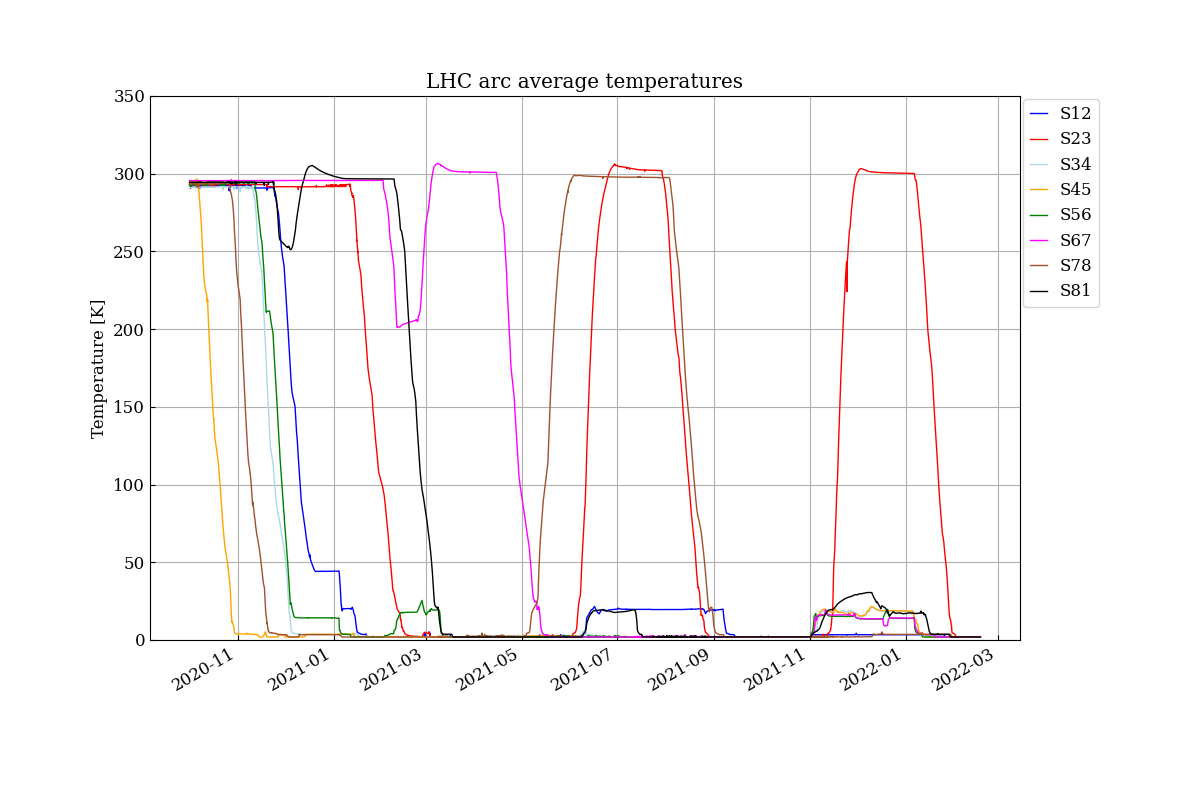 LHC arc average temperatures
350
300
250
200
150
100
50
0
Temperature [K]
2020-11
2021-01
2021-03
2021-05
2021-07
2021-09
2021-11
2022-01
2022-03
S12
S23
S34
S45
S56
S67
S78
S81